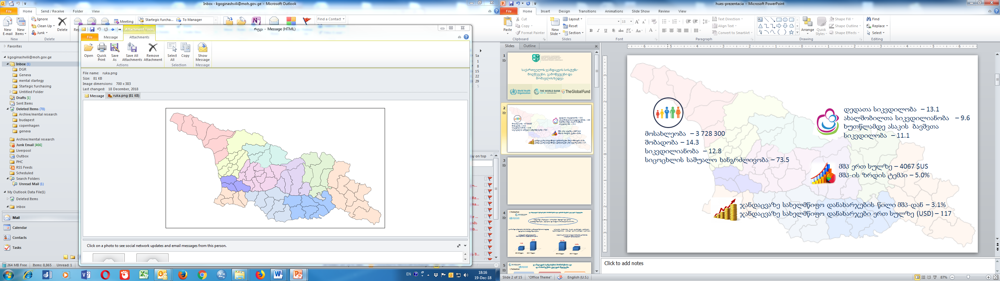 Inbox - kgoginashvili@moh.gov.ge - Microsoft Outlook
File Home Send / Receive Folder View
New E-mail
New Items
Ignore
Clean Up
Junk
Delete
Meeting
Startegic furcha...
To Manager
Find a Contact
New Delete
Favorites
kgoginashvili@moh.gov.ge
Inbox (1)
DGR
Geneva
mental startegy
Startegic furchasing
Untitled Folder
Drafts [1]
Sent Items
Deleted Items (78)
Archive/mental research
budapest
copenhagen
geneva
Archive/mental research
Junk Email [466]
Liverpool
Outbox
PHC
RSS Feeds
Scheduled
Search Folders
Unread Mail (1)
My Outlook Data File(1)
Deleted Items
inbox
Mail
Calendar
Contacts
Tasks
264 MB Free Items: 8,865 Unread: 1
Attachment Tools
რუკა - Message (HTML)
File Message Attachments
Open
Quick Print
Save As
Save All Attachments
Remove Attachment
Select All
Copy
Show Message
Actions Selection Message
File name: ruka.png
Size: 81 KB
Image dimensions: 700 x 383
Last changed: 18 December, 2018
Message ruka.png (81 KB)
Click on a photo to see social network updates and email messages from this person.
Sa
1
8
15
22
29
5
y on top
EN
18:16
19-Dec-18
hues-prezentacia - Microsoft PowerPoint
File Home Insert Design Transitions Animations Slide Show Review View
Paste
Cut
Copy
Format Painter
Clipboard
New Slide
Layout
Reset
Section
Slides
18
Font
Text Direction
Align Text
Convert to SmartArt
Paragraph
Arrange
Quick Styles
Shape Fill
Shape Outline
Shape Effects
Drawing
Find
Replace
Select
Editing
Slides Outline
1
საქართველოს ჯანდაცვის სისტემა-
მიღწევები, გამოწვევები და
მომავლისხედვა
World Health Organization
THE WORLD BANK
The Global Fund
2
3
4
5
მოსახლეობა – 3 728 300
შობადობა – 14.3
სიკვდილიანობა – 12.8
სიცოცხლის საშუალო ხანგრძლივობა – 73.5
დედათა სიკვდილობა – 13.1
ახალშობილთა სიკვდილიანობა – 9.6
ხუთწლამდე ასაკის ბავშვთა
სიკვდილობა – 11.1
მშპ ერთ სულზე – 4067 $US
მშპ-ის ზრდის ტემპი – 5.0%
ჯანდაცვაზე სახელმწიფო დანახარჯების წილი მშპ-დან – 3.1%
ჯანდაცვაზე სახელმწიფო დანახარჯები ერთ სულზე (USD) – 117
Click to add notes
Slide 2 of 15 "Office Theme" English (U.S.) 87%